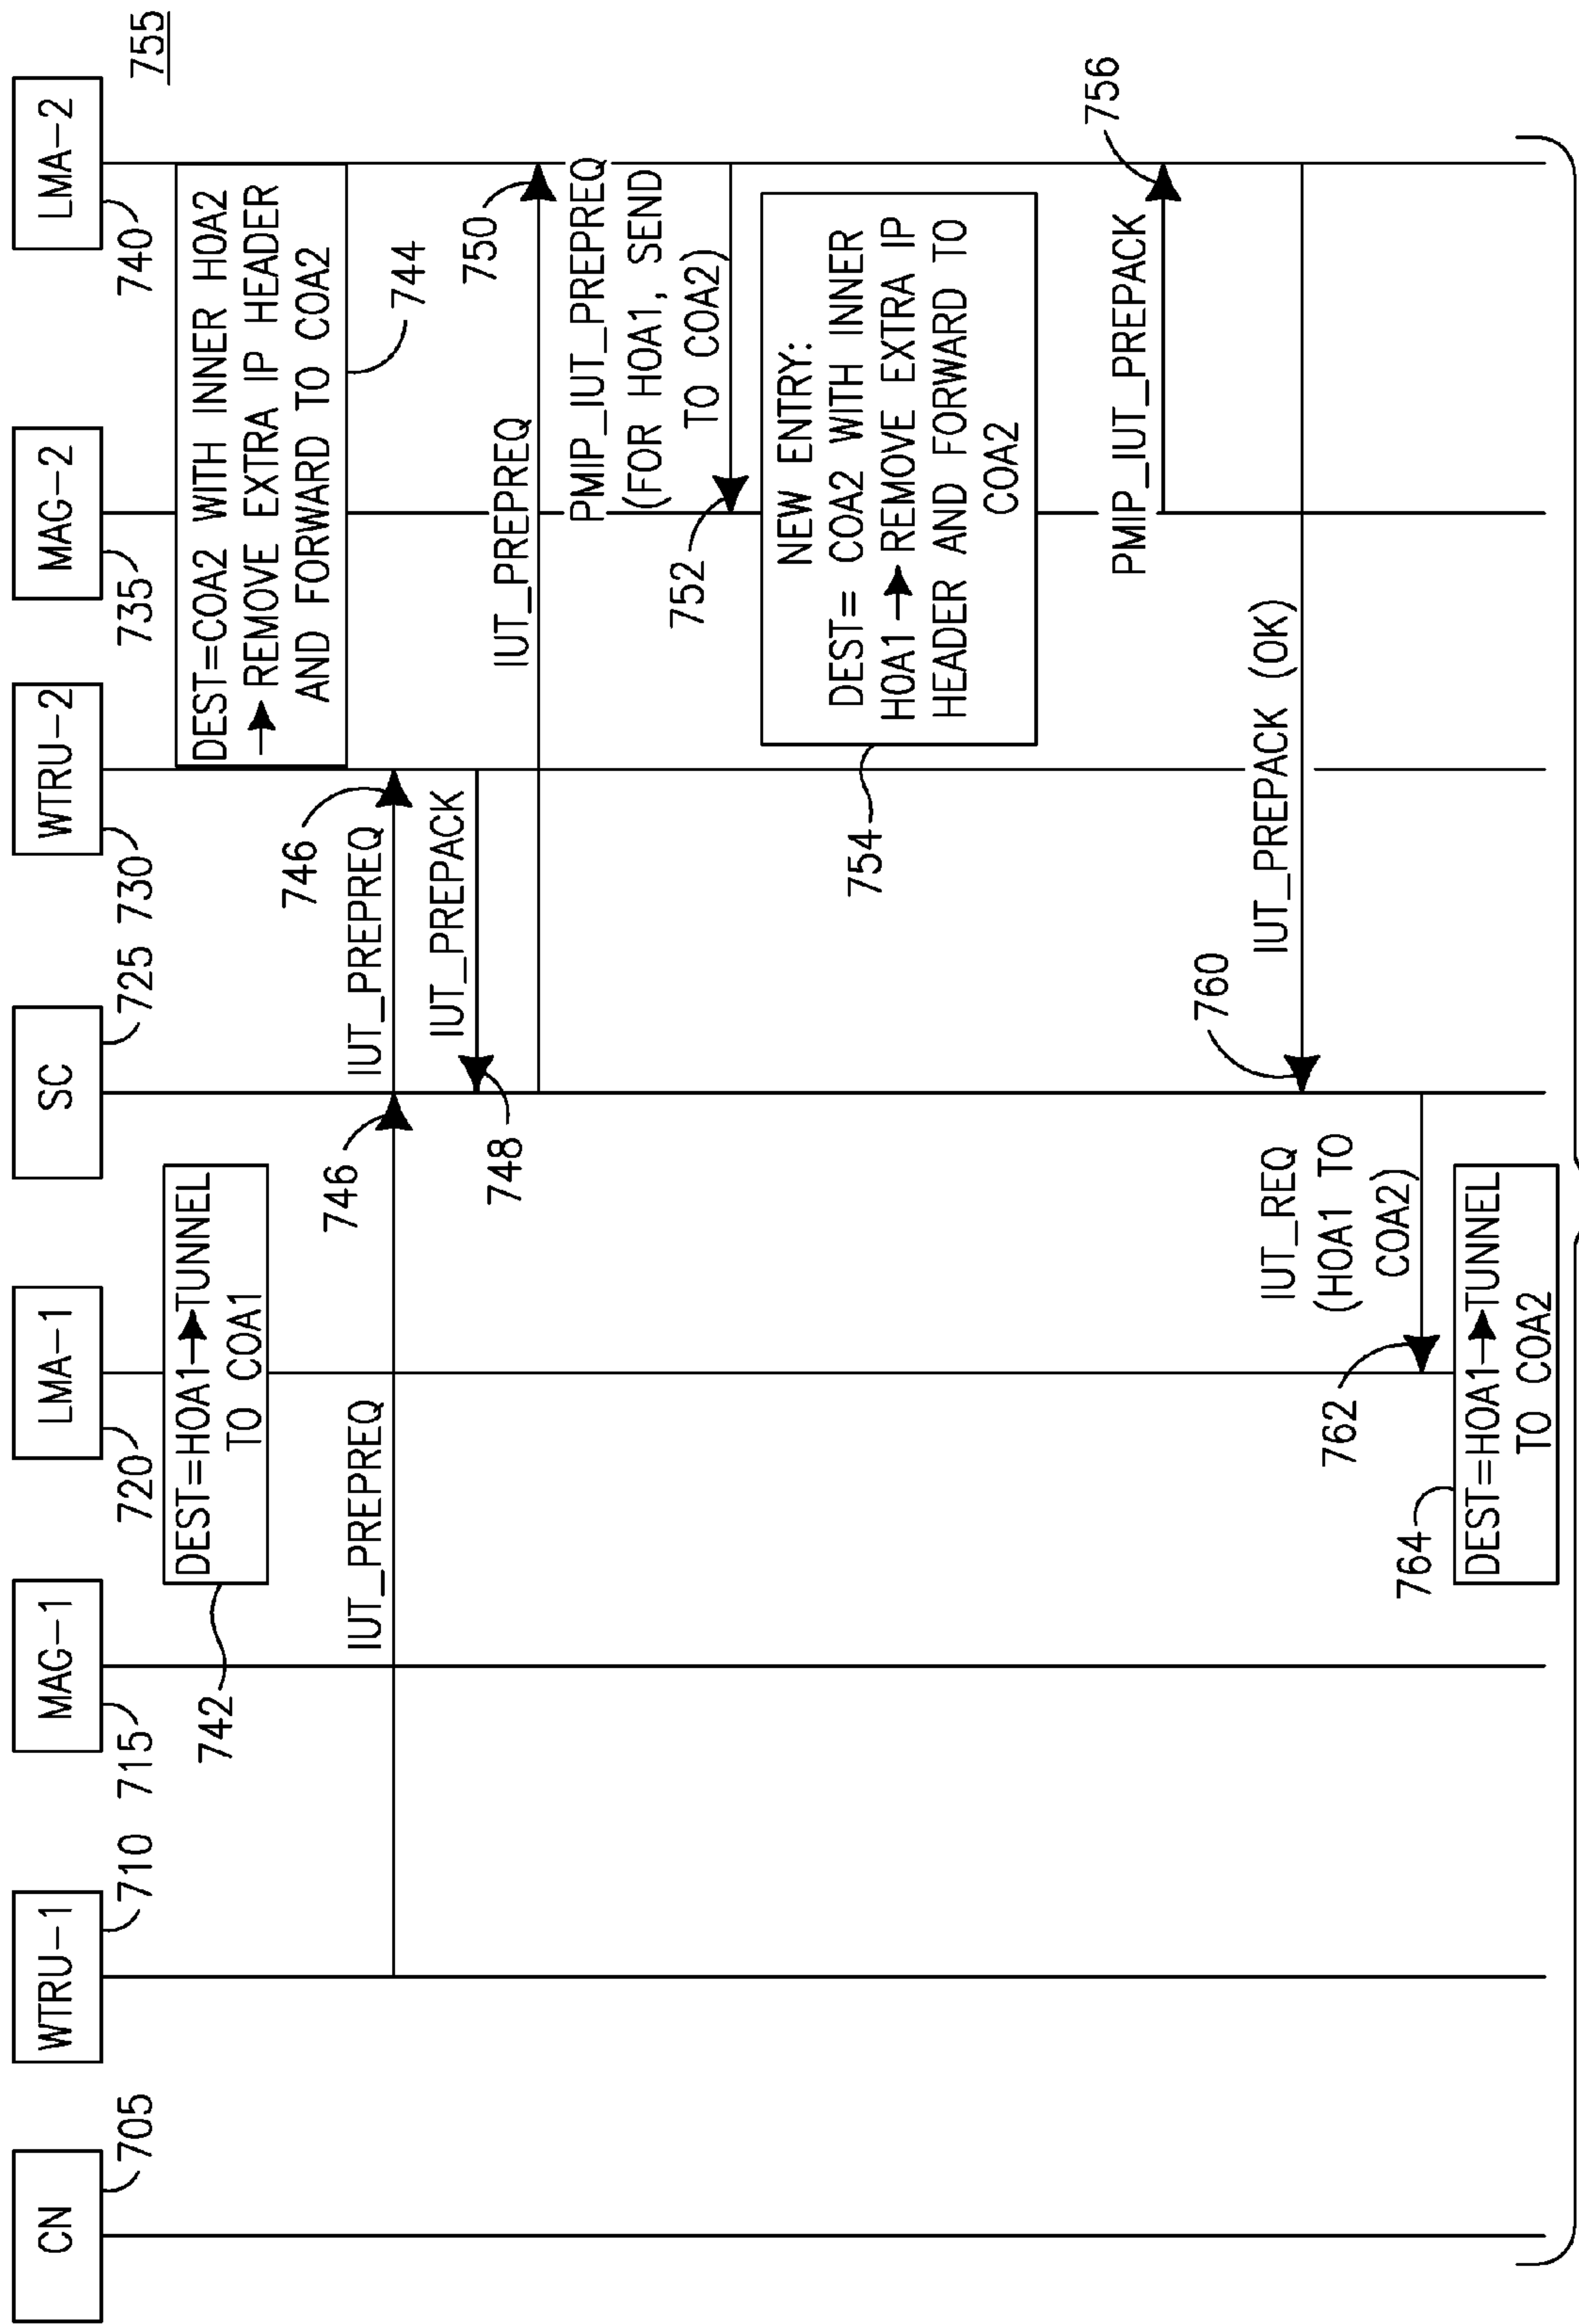 755
CN
WTRU-1
MAG-1
LMA-1
SC
WTRU-2
MAG-2
LMA-2
705
710
715
720
725
730
735
740
DEST=HOA1→TUNNEL
TO COA1
742
DEST=COA2 WITH INNER HOA2
→ REMOVE EXTRA IP HEADER
AND FORWARD TO COA2
744
IUT_PREPREQ
746
IUT_PREPREQ
746
IUT_PREPACK
748
IUT_PREPREQ
750
PMIP_IUT_PREPREQ
(FOR HOA1, SEND
TO COA2)
752
NEW ENTRY:
DEST= COA2 WITH INNER
HOA1→ REMOVE EXTRA IP
HEADER AND FORWARD TO
COA2
754
PMIP_IUT_PREPACK
756
IUT_PREPACK (OK)
760
IUT_REQ
(HOA1 TO
COA2)
762
DEST=HOA1→TUNNEL
TO COA2
764